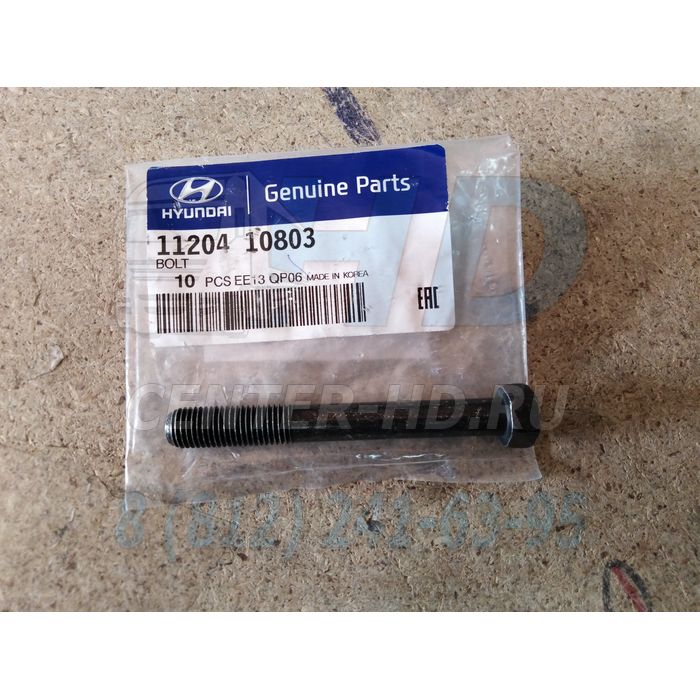 HYUNDAI
Genuine Parts
11204 10803
BOLT
10 PCS EE13 QP06 MADE IN KOREA
EAC
HD
CENTER-HD.RU
8 (812) 241-63-95